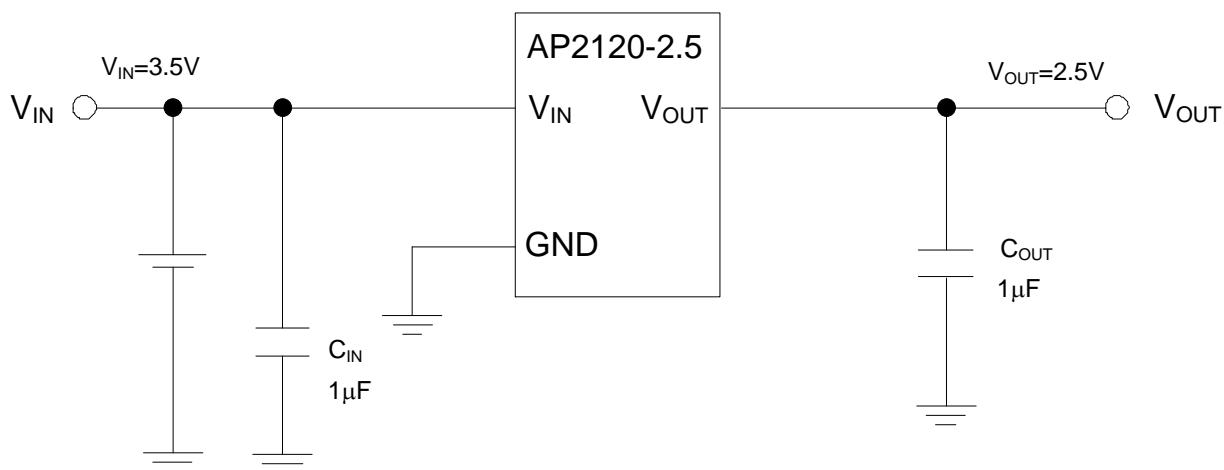 AP2120-2.5
V_IN=3.5V
V_OUT=2.5V
V_IN
V_IN
V_OUT
V_OUT
GND
C_OUT
1μF
C_IN
1μF